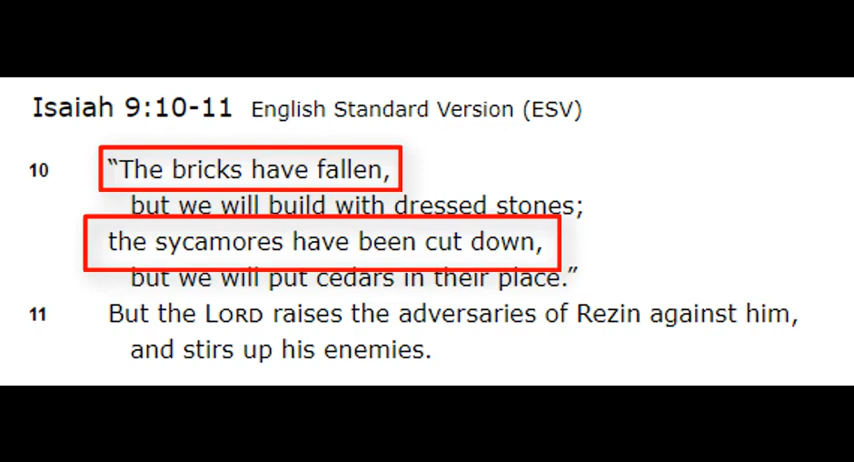 Isaiah 9:10-11 English Standard Version (ESV)
10 “The bricks have fallen,
but we will build with dressed stones;
the sycamores have been cut down,
but we will put cedars in their place.”
11 But the LORD raises the adversaries of Rezin against him,
and stirs up his enemies.